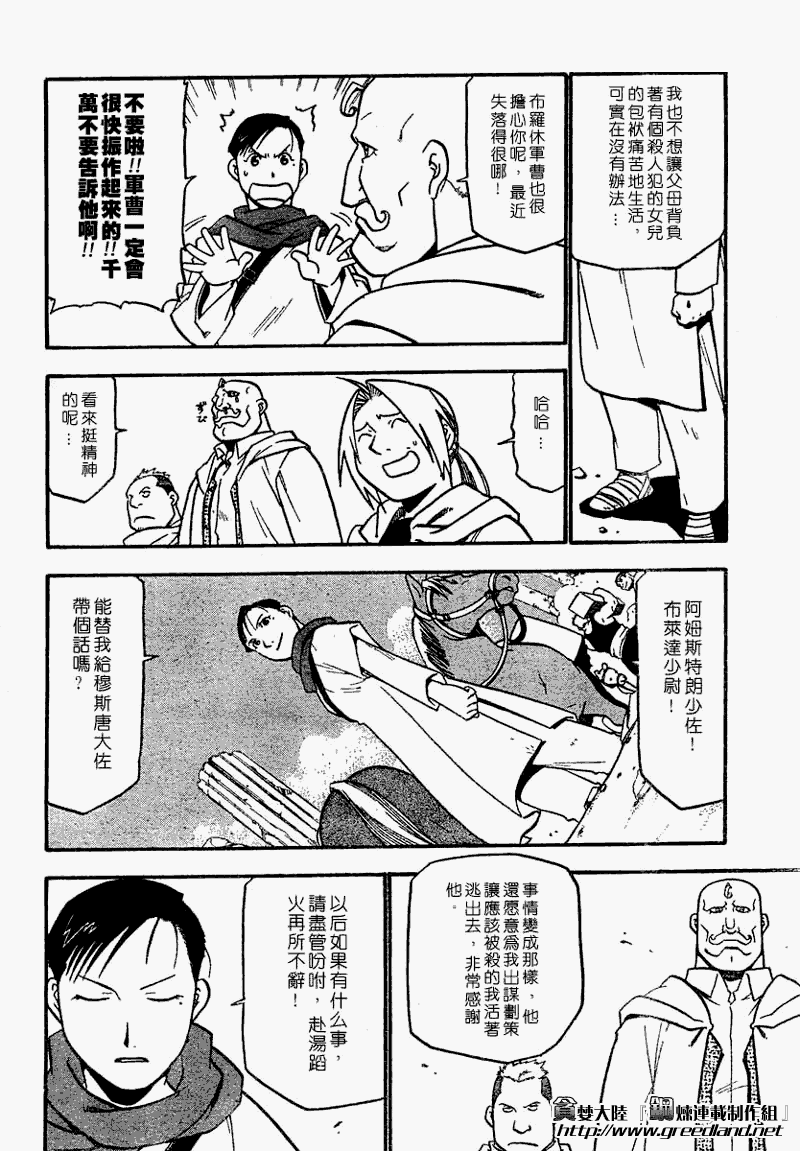 我也不想讓父母背負
著有個殺人犯的女兒
的包袱痛苦地生活，
可實在沒有辦法…
布羅休軍曹也很
擔心你呢，最近
失落得很哪！
不要啦!!軍曹一定會
很快振作起來的!!千
萬不要告訴他啊!!
哈哈…
ずび
看來挺精神
的呢…
阿姆斯特朗少佐！
布萊達少尉！
能替我給穆斯唐大佐
帶個話嗎？
事情變成那樣，他
還愿意為我出謀劃策
讓應該被殺的我活著
逃出去，非常感謝
他。
以后如果有什么事，
請盡管吩咐，赴湯蹈
火再所不辭！
貪婪大陸『鋼煉連載制作組』
http://www.greedland.net